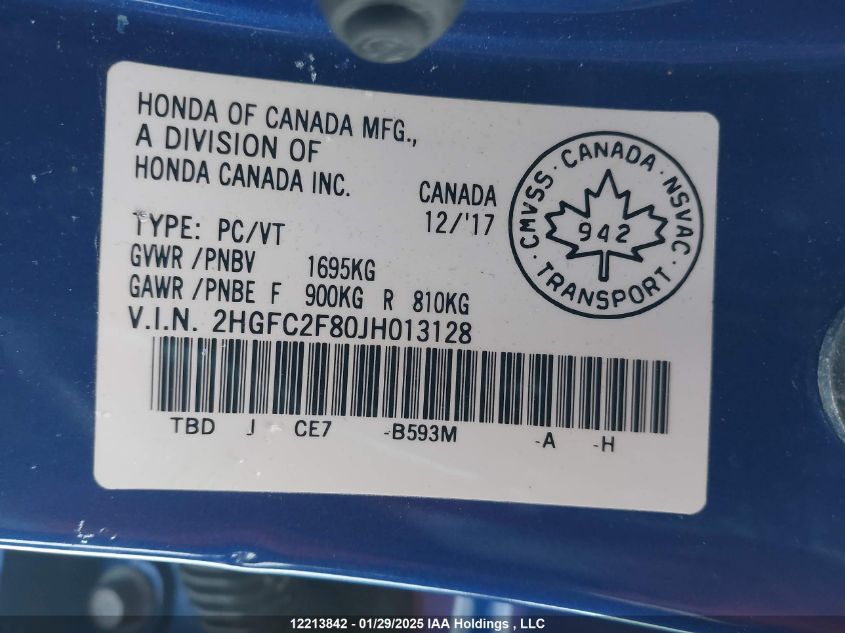 HONDA OF CANADA MFG.,
A DIVISION OF
HONDA CANADA INC.
CANADA
12/'17
TYPE: PC/VT
GVWR /PNBV 1695KG
GAWR /PNBE F 900KG R 810KG
V.I.N. 2HGFC2F80JH013128
TBD J CE7 -B593M -A -H
CMVSS · CANADA · NSVAC · TRANSPORT ·
942
12213842 - 01/29/2025 IAA Holdings , LLC